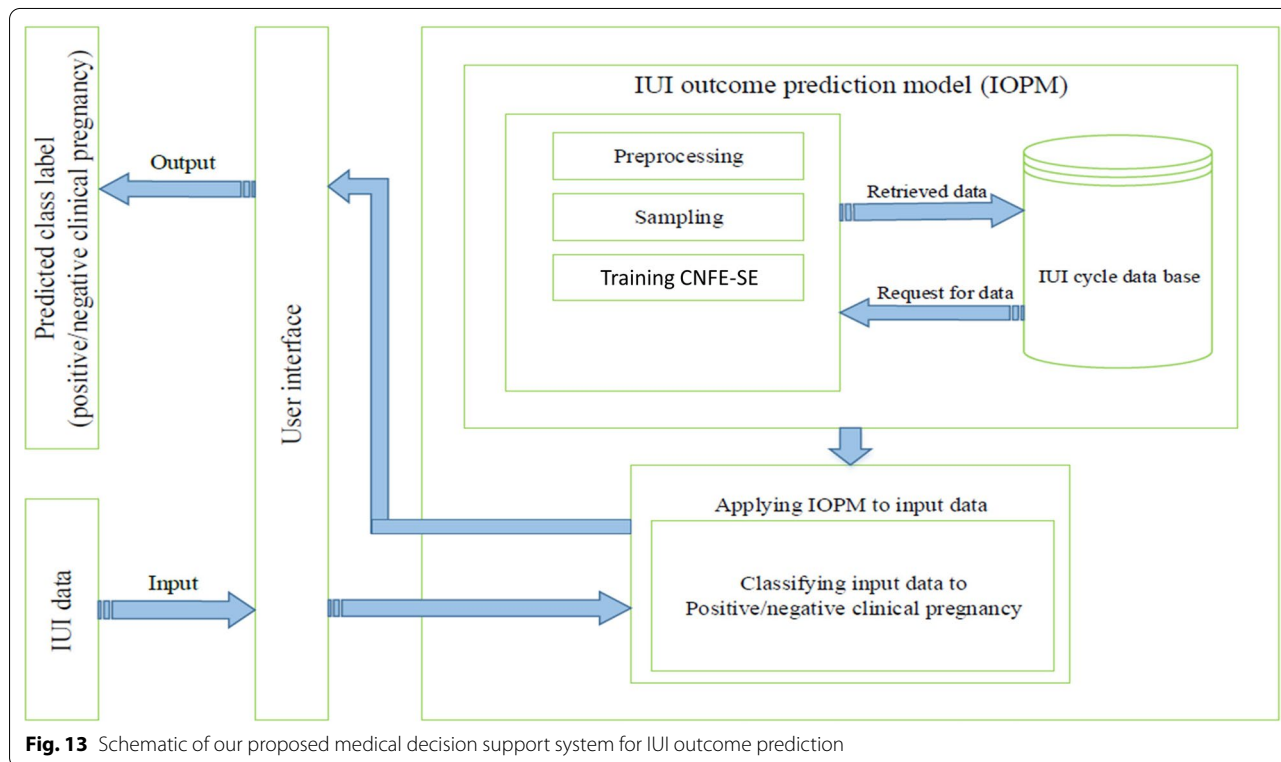 Predicted class label
(positive/negative clinical pregnancy)
Output
IUI data
Input
User interface
IUI outcome prediction model (IOPM)
Preprocessing
Sampling
Training CNFE-SE
Retrieved data
Request for data
IUI cycle data base
Applying IOPM to input data
Classifying input data to
Positive/negative clinical pregnancy
Fig. 13 Schematic of our proposed medical decision support system for IUI outcome prediction